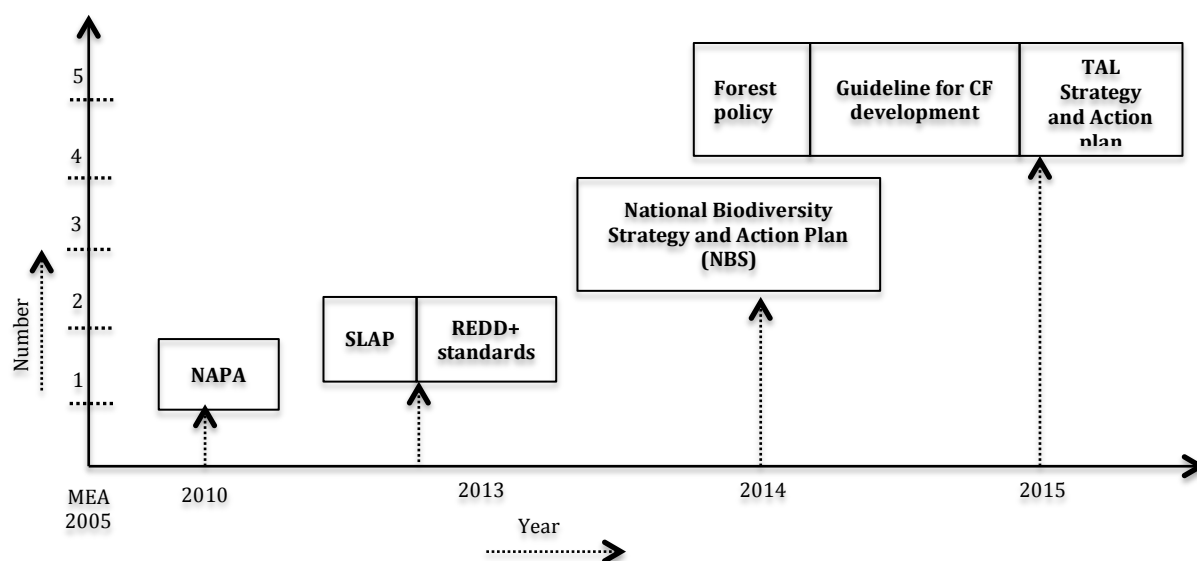 5
4
3
2
1
Number
Forest
policy
Guideline for CF
development
TAL
Strategy
and Action
plan
National Biodiversity
Strategy and Action Plan
(NBS)
SLAP
REDD+
standards
NAPA
MEA
2005
2010
2013
2014
2015
Year